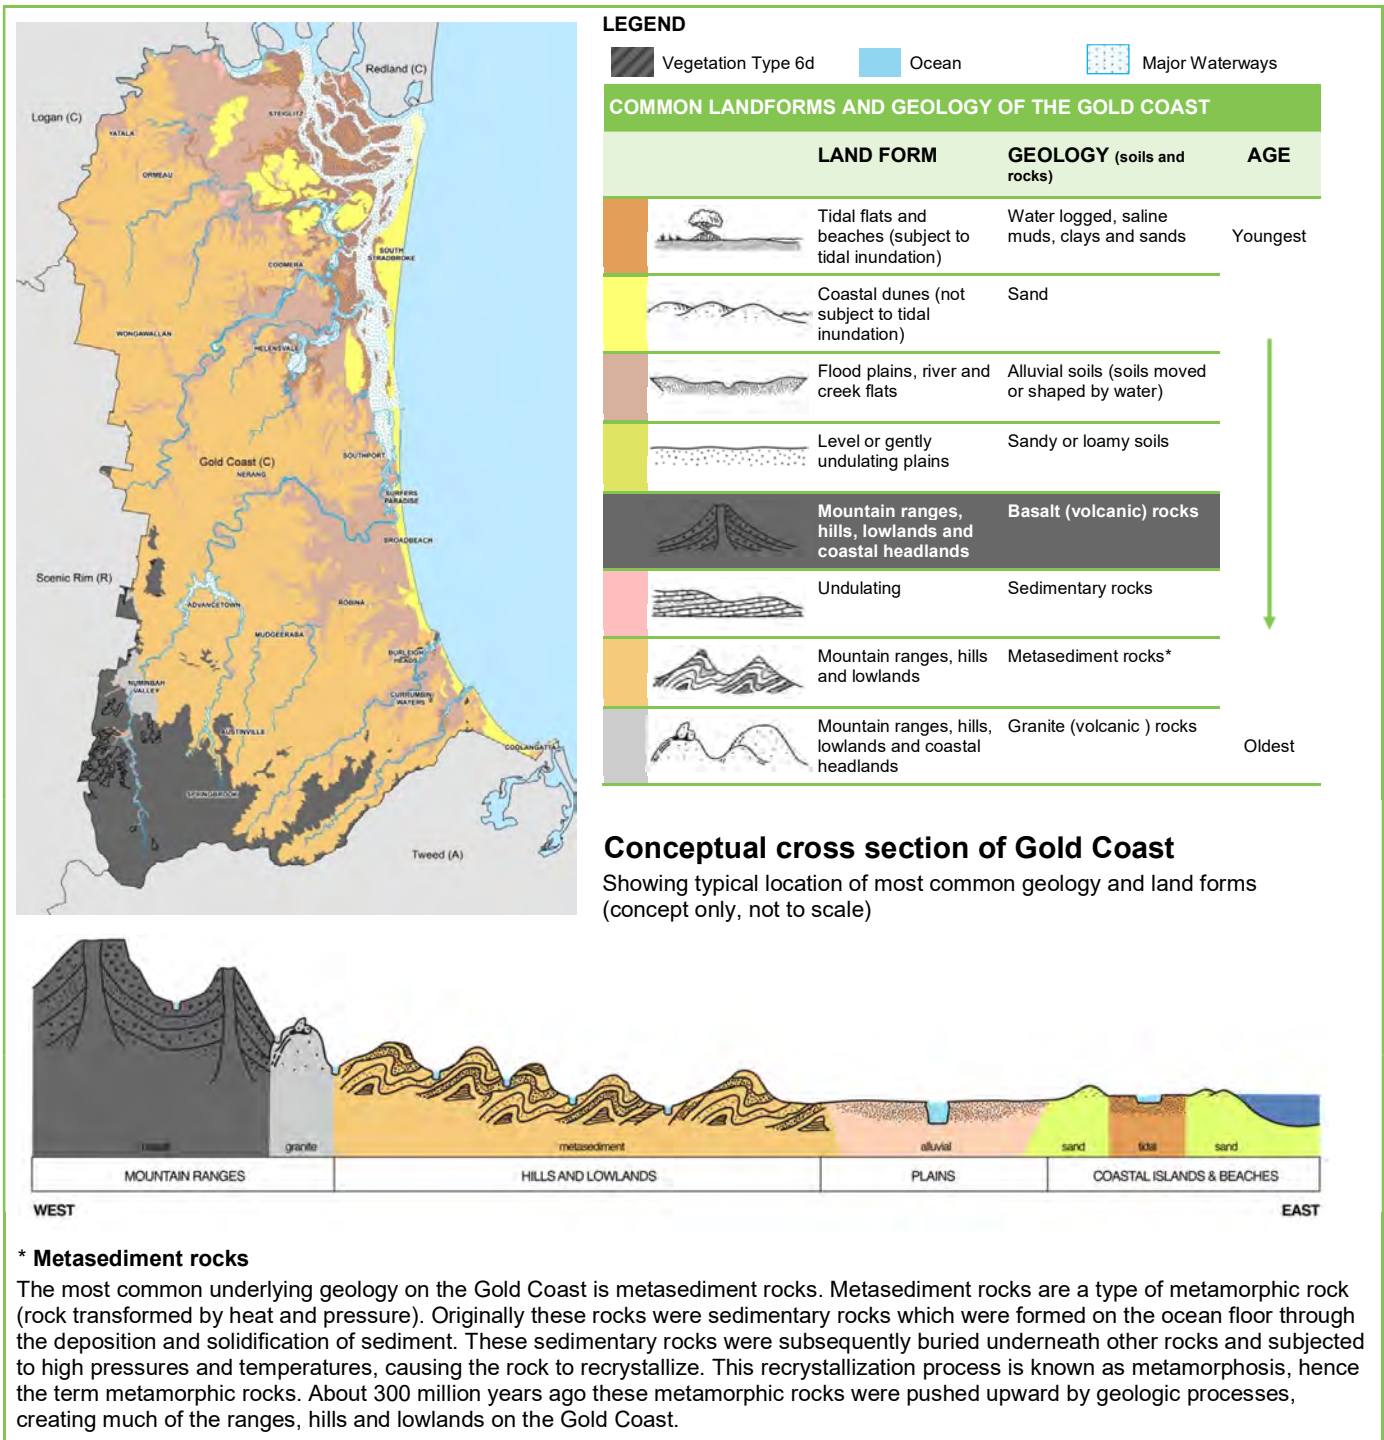 LEGEND
Vegetation Type 6d
Ocean
Major Waterways
Redland (C)
Logan (C)
STEIGLITZ
YATALA
ORMEAU
SOUTH
STRADBROKE
COOMERA
WONGAWALLAN
HELENSVALE
SOUTHPORT
Gold Coast (C)
NERANG
SURFERS
PARADISE
BROADBEACH
Scenic Rim (R)
ADVANCETOWN
ROBINA
MUDGEERABA
BURLEIGH
HEADS
NUMINBAH
VALLEY
CURRUMBIN
WATERS
AUSTINVILLE
COOLANGATTA
SPRINGBROOK
Tweed (A)
COMMON LANDFORMS AND GEOLOGY OF THE GOLD COAST
LAND FORM
GEOLOGY (soils and
rocks)
AGE
Tidal flats and
beaches (subject to
tidal inundation)
Water logged, saline
muds, clays and sands
Youngest
Coastal dunes (not
subject to tidal
inundation)
Sand
Flood plains, river and
creek flats
Alluvial soils (soils moved
or shaped by water)
Level or gently
undulating plains
Sandy or loamy soils
Mountain ranges,
hills, lowlands and
coastal headlands
Basalt (volcanic) rocks
Undulating
Sedimentary rocks
Mountain ranges, hills
and lowlands
Metasediment rocks*
Mountain ranges, hills,
lowlands and coastal
headlands
Granite (volcanic ) rocks
Oldest
Conceptual cross section of Gold Coast
Showing typical location of most common geology and land forms
(concept only, not to scale)
basalt
granite
metasediment
alluvial
sand
tidal
sand
MOUNTAIN RANGES
HILLS AND LOWLANDS
PLAINS
COASTAL ISLANDS & BEACHES
WEST
EAST
* Metasediment rocks
The most common underlying geology on the Gold Coast is metasediment rocks. Metasediment rocks are a type of metamorphic rock
(rock transformed by heat and pressure). Originally these rocks were sedimentary rocks which were formed on the ocean floor through
the deposition and solidification of sediment. These sedimentary rocks were subsequently buried underneath other rocks and subjected
to high pressures and temperatures, causing the rock to recrystallize. This recrystallization process is known as metamorphosis, hence
the term metamorphic rocks. About 300 million years ago these metamorphic rocks were pushed upward by geologic processes,
creating much of the ranges, hills and lowlands on the Gold Coast.